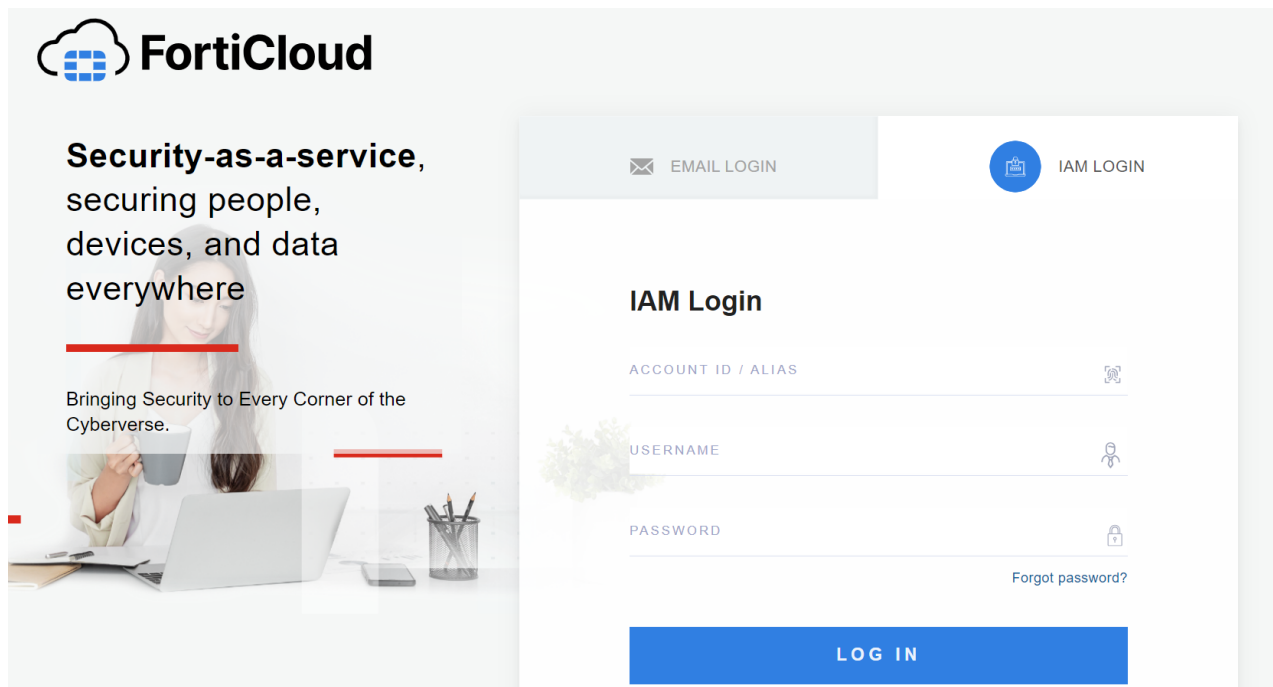 FortiCloud
Security-as-a-service,
securing people,
devices, and data
everywhere
Bringing Security to Every Corner of the
Cyberverse.
EMAIL LOGIN
IAM LOGIN
IAM Login
ACCOUNT ID / ALIAS
USERNAME
PASSWORD
Forgot password?
LOG IN